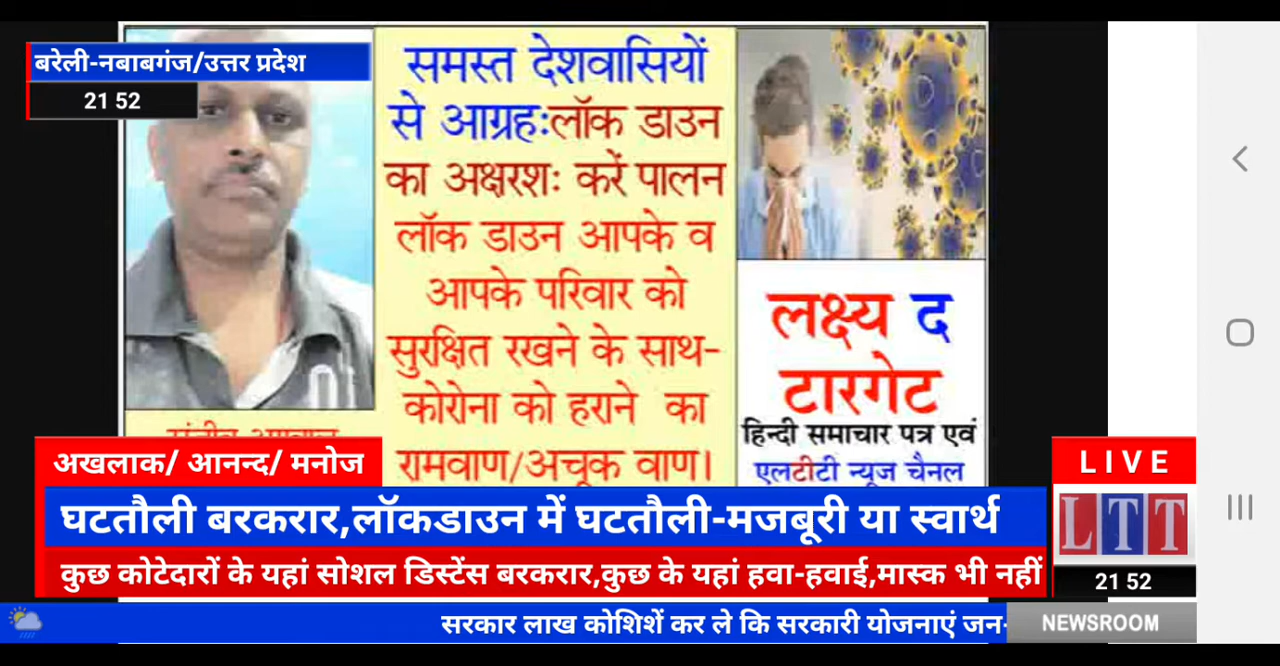 बरेली-नबाबगंज/उत्तर प्रदेश
21 52
समस्त देशवासियों
से आग्रह:लॉक डाउन
का अक्षरशः करें पालन
लॉक डाउन आपके व
आपके परिवार को
सुरक्षित रखने के साथ-
कोरोना को हराने का
रामवाण/अचूक वाण।
लक्ष्य द
टारगेट
हिन्दी समाचार पत्र एवं
एलटीटी न्यूज चैनल
अखलाक/ आनन्द/ मनोज
LIVE
घटतौली बरकरार,लॉकडाउन में घटतौली-मजबूरी या स्वार्थ
LTT
कुछ कोटेदारों के यहां सोशल डिस्टेंस बरकरार,कुछ के यहां हवा-हवाई,मास्क भी नहीं
21 52
सरकार लाख कोशिशें कर ले कि सरकारी योजनाएं जन-
NEWSROOM